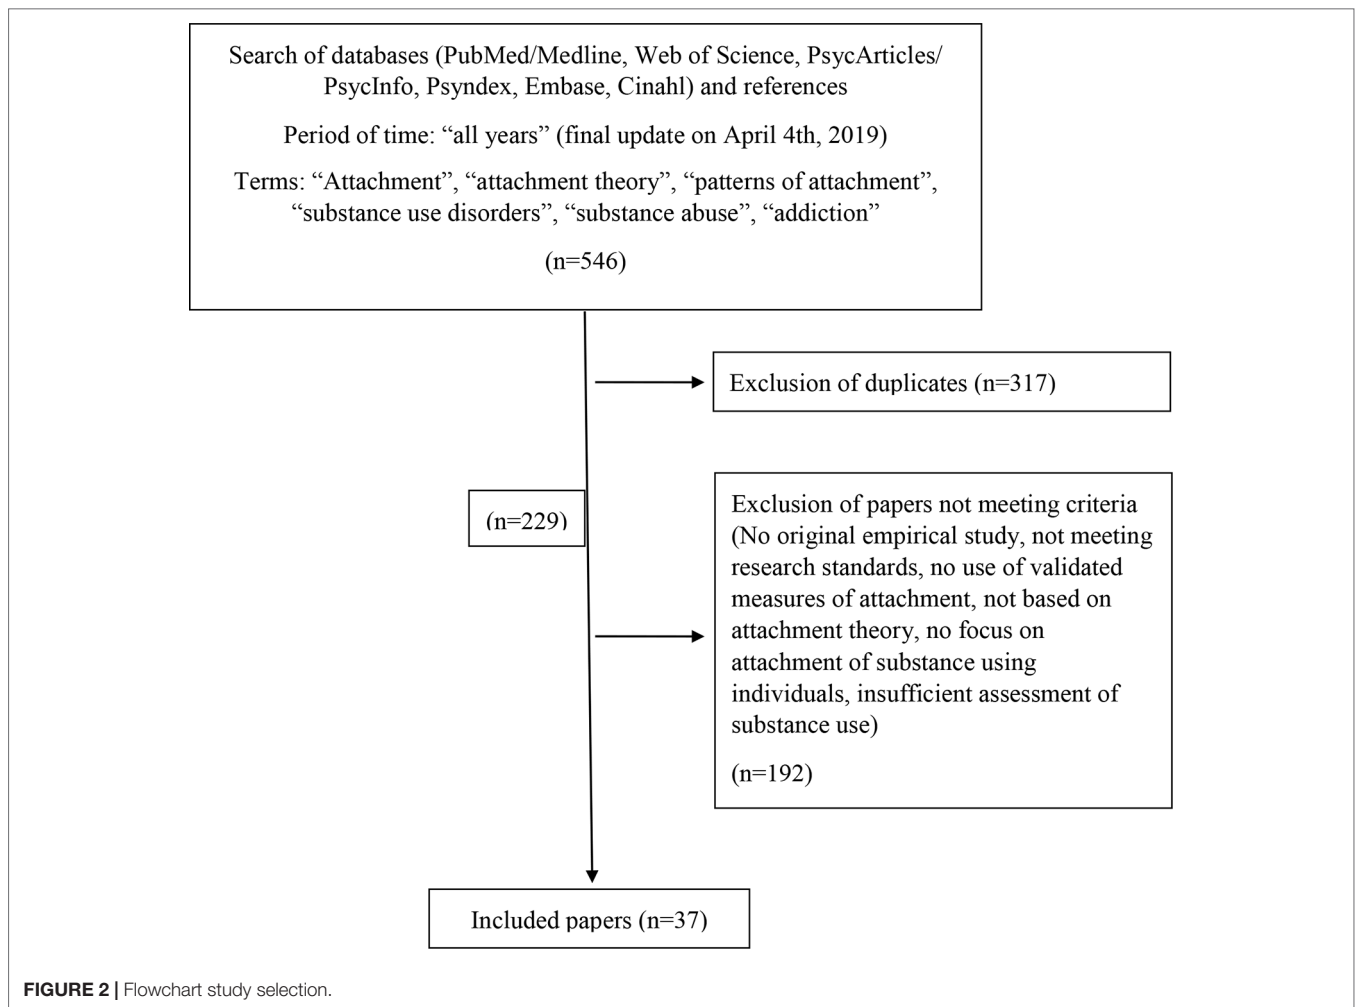 Search of databases (PubMed/Medline, Web of Science, PsycArticles/
PsycInfo, Psyndex, Embase, Cinahl) and references
Period of time: “all years” (final update on April 4th, 2019)
Terms: “Attachment”, “attachment theory”, “patterns of attachment”,
“substance use disorders”, “substance abuse”, “addiction”
(n=546)
Exclusion of duplicates (n=317)
(n=229)
Exclusion of papers not meeting criteria
(No original empirical study, not meeting
research standards, no use of validated
measures of attachment, not based on
attachment theory, no focus on
attachment of substance using
individuals, insufficient assessment of
substance use)
(n=192)
Included papers (n=37)
FIGURE 2 | Flowchart study selection.